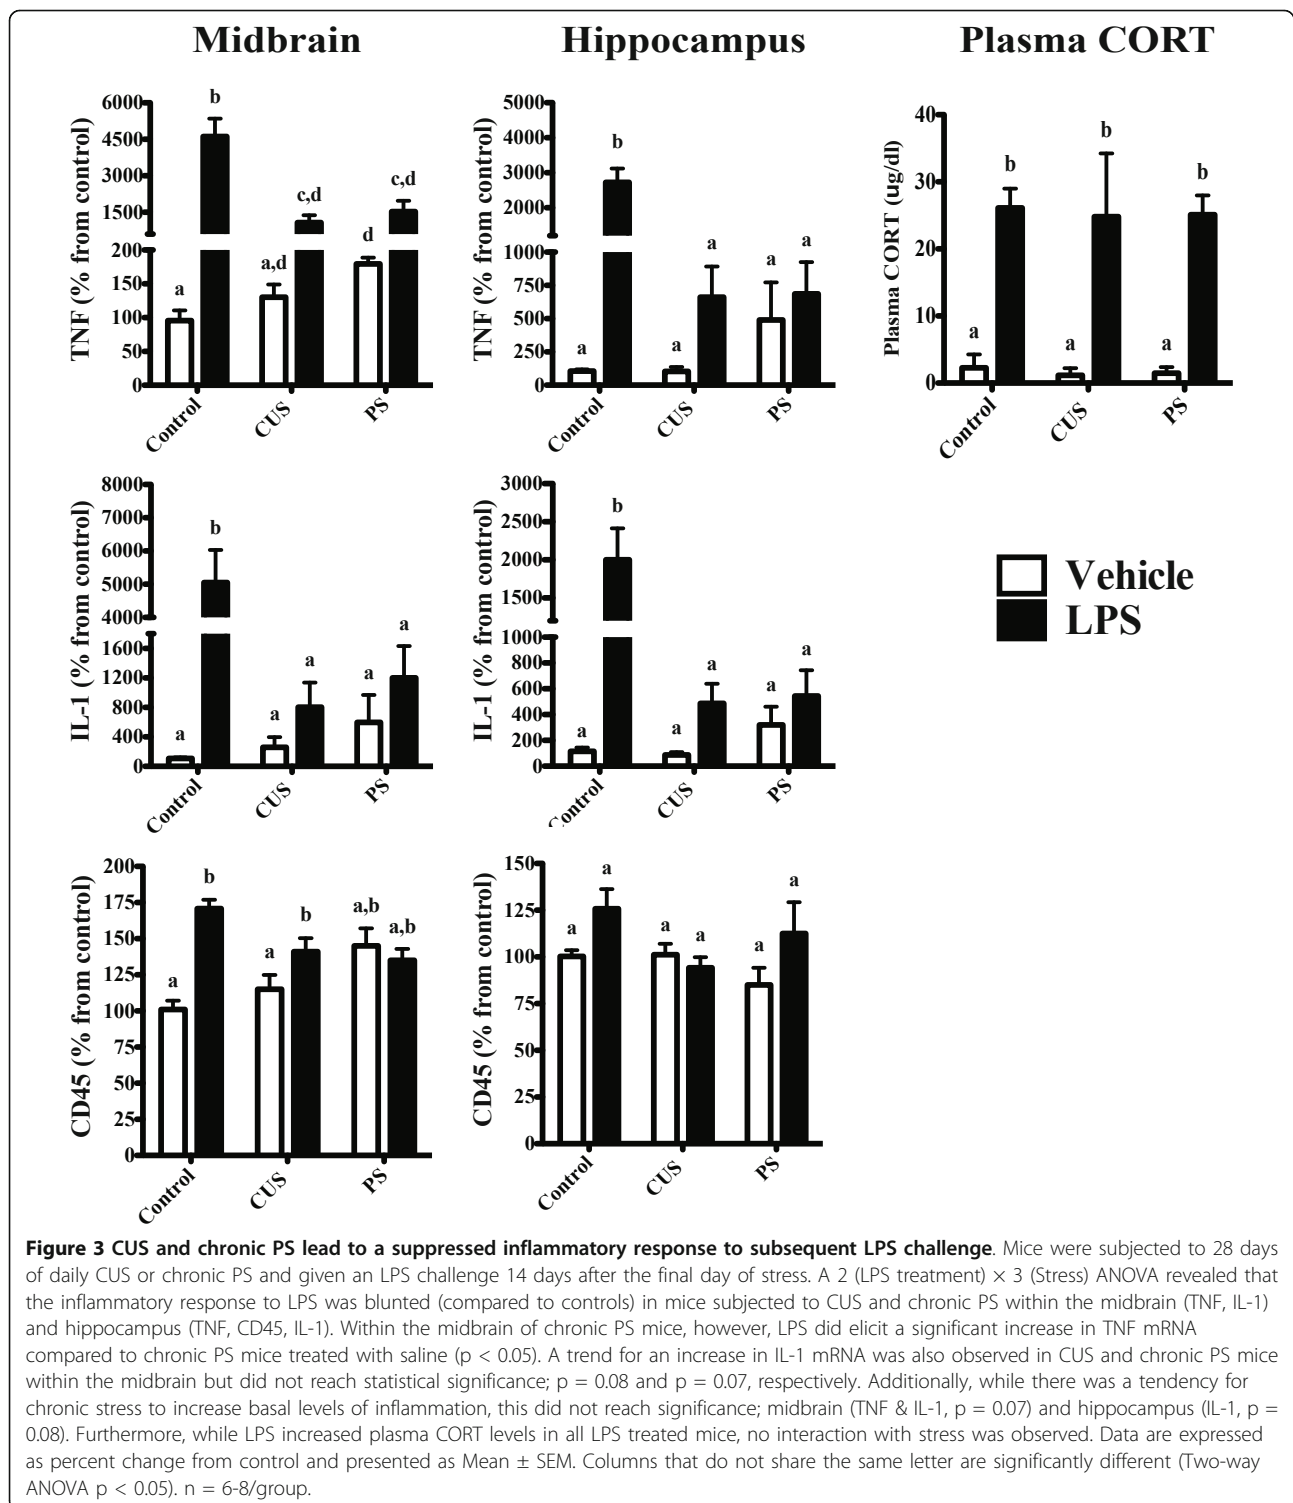 Midbrain
Hippocampus
Plasma CORT
TNF (% from control)
6000
4500
3000
1500
200
150
100
50
0
a
b
a,d
c,d
d
c,d
Control
CUS
PS
TNF (% from control)
5000
4000
3000
2000
1000
750
500
250
0
a
b
a
a
a
a
Control
CUS
PS
Plasma CORT (ug/dl)
40
30
20
10
0
a
b
a
b
a
b
Control
CUS
PS
IL-1 (% from control)
8000
7000
6000
5000
4000
1600
1200
800
400
0
a
b
a
a
a
a
Control
CUS
PS
IL-1 (% from control)
3000
2500
2000
1500
1000
800
600
400
200
0
a
b
a
a
a
a
Control
CUS
PS
Vehicle
LPS
CD45 (% from control)
200
175
150
125
100
75
50
25
0
a
b
a
b
a,b
a,b
Control
CUS
PS
CD45 (% from control)
150
125
100
75
50
25
0
a
a
a
a
a
a
Control
CUS
PS
Figure 3 CUS and chronic PS lead to a suppressed inflammatory response to subsequent LPS challenge. Mice were subjected to 28 days
of daily CUS or chronic PS and given an LPS challenge 14 days after the final day of stress. A 2 (LPS treatment) × 3 (Stress) ANOVA revealed that
the inflammatory response to LPS was blunted (compared to controls) in mice subjected to CUS and chronic PS within the midbrain (TNF, IL-1)
and hippocampus (TNF, CD45, IL-1). Within the midbrain of chronic PS mice, however, LPS did elicit a significant increase in TNF mRNA
compared to chronic PS mice treated with saline (p < 0.05). A trend for an increase in IL-1 mRNA was also observed in CUS and chronic PS mice
within the midbrain but did not reach statistical significance; p = 0.08 and p = 0.07, respectively. Additionally, while there was a tendency for
chronic stress to increase basal levels of inflammation, this did not reach significance; midbrain (TNF & IL-1, p = 0.07) and hippocampus (IL-1, p =
0.08). Furthermore, while LPS increased plasma CORT levels in all LPS treated mice, no interaction with stress was observed. Data are expressed
as percent change from control and presented as Mean ± SEM. Columns that do not share the same letter are significantly different (Two-way
ANOVA p < 0.05). n = 6-8/group.